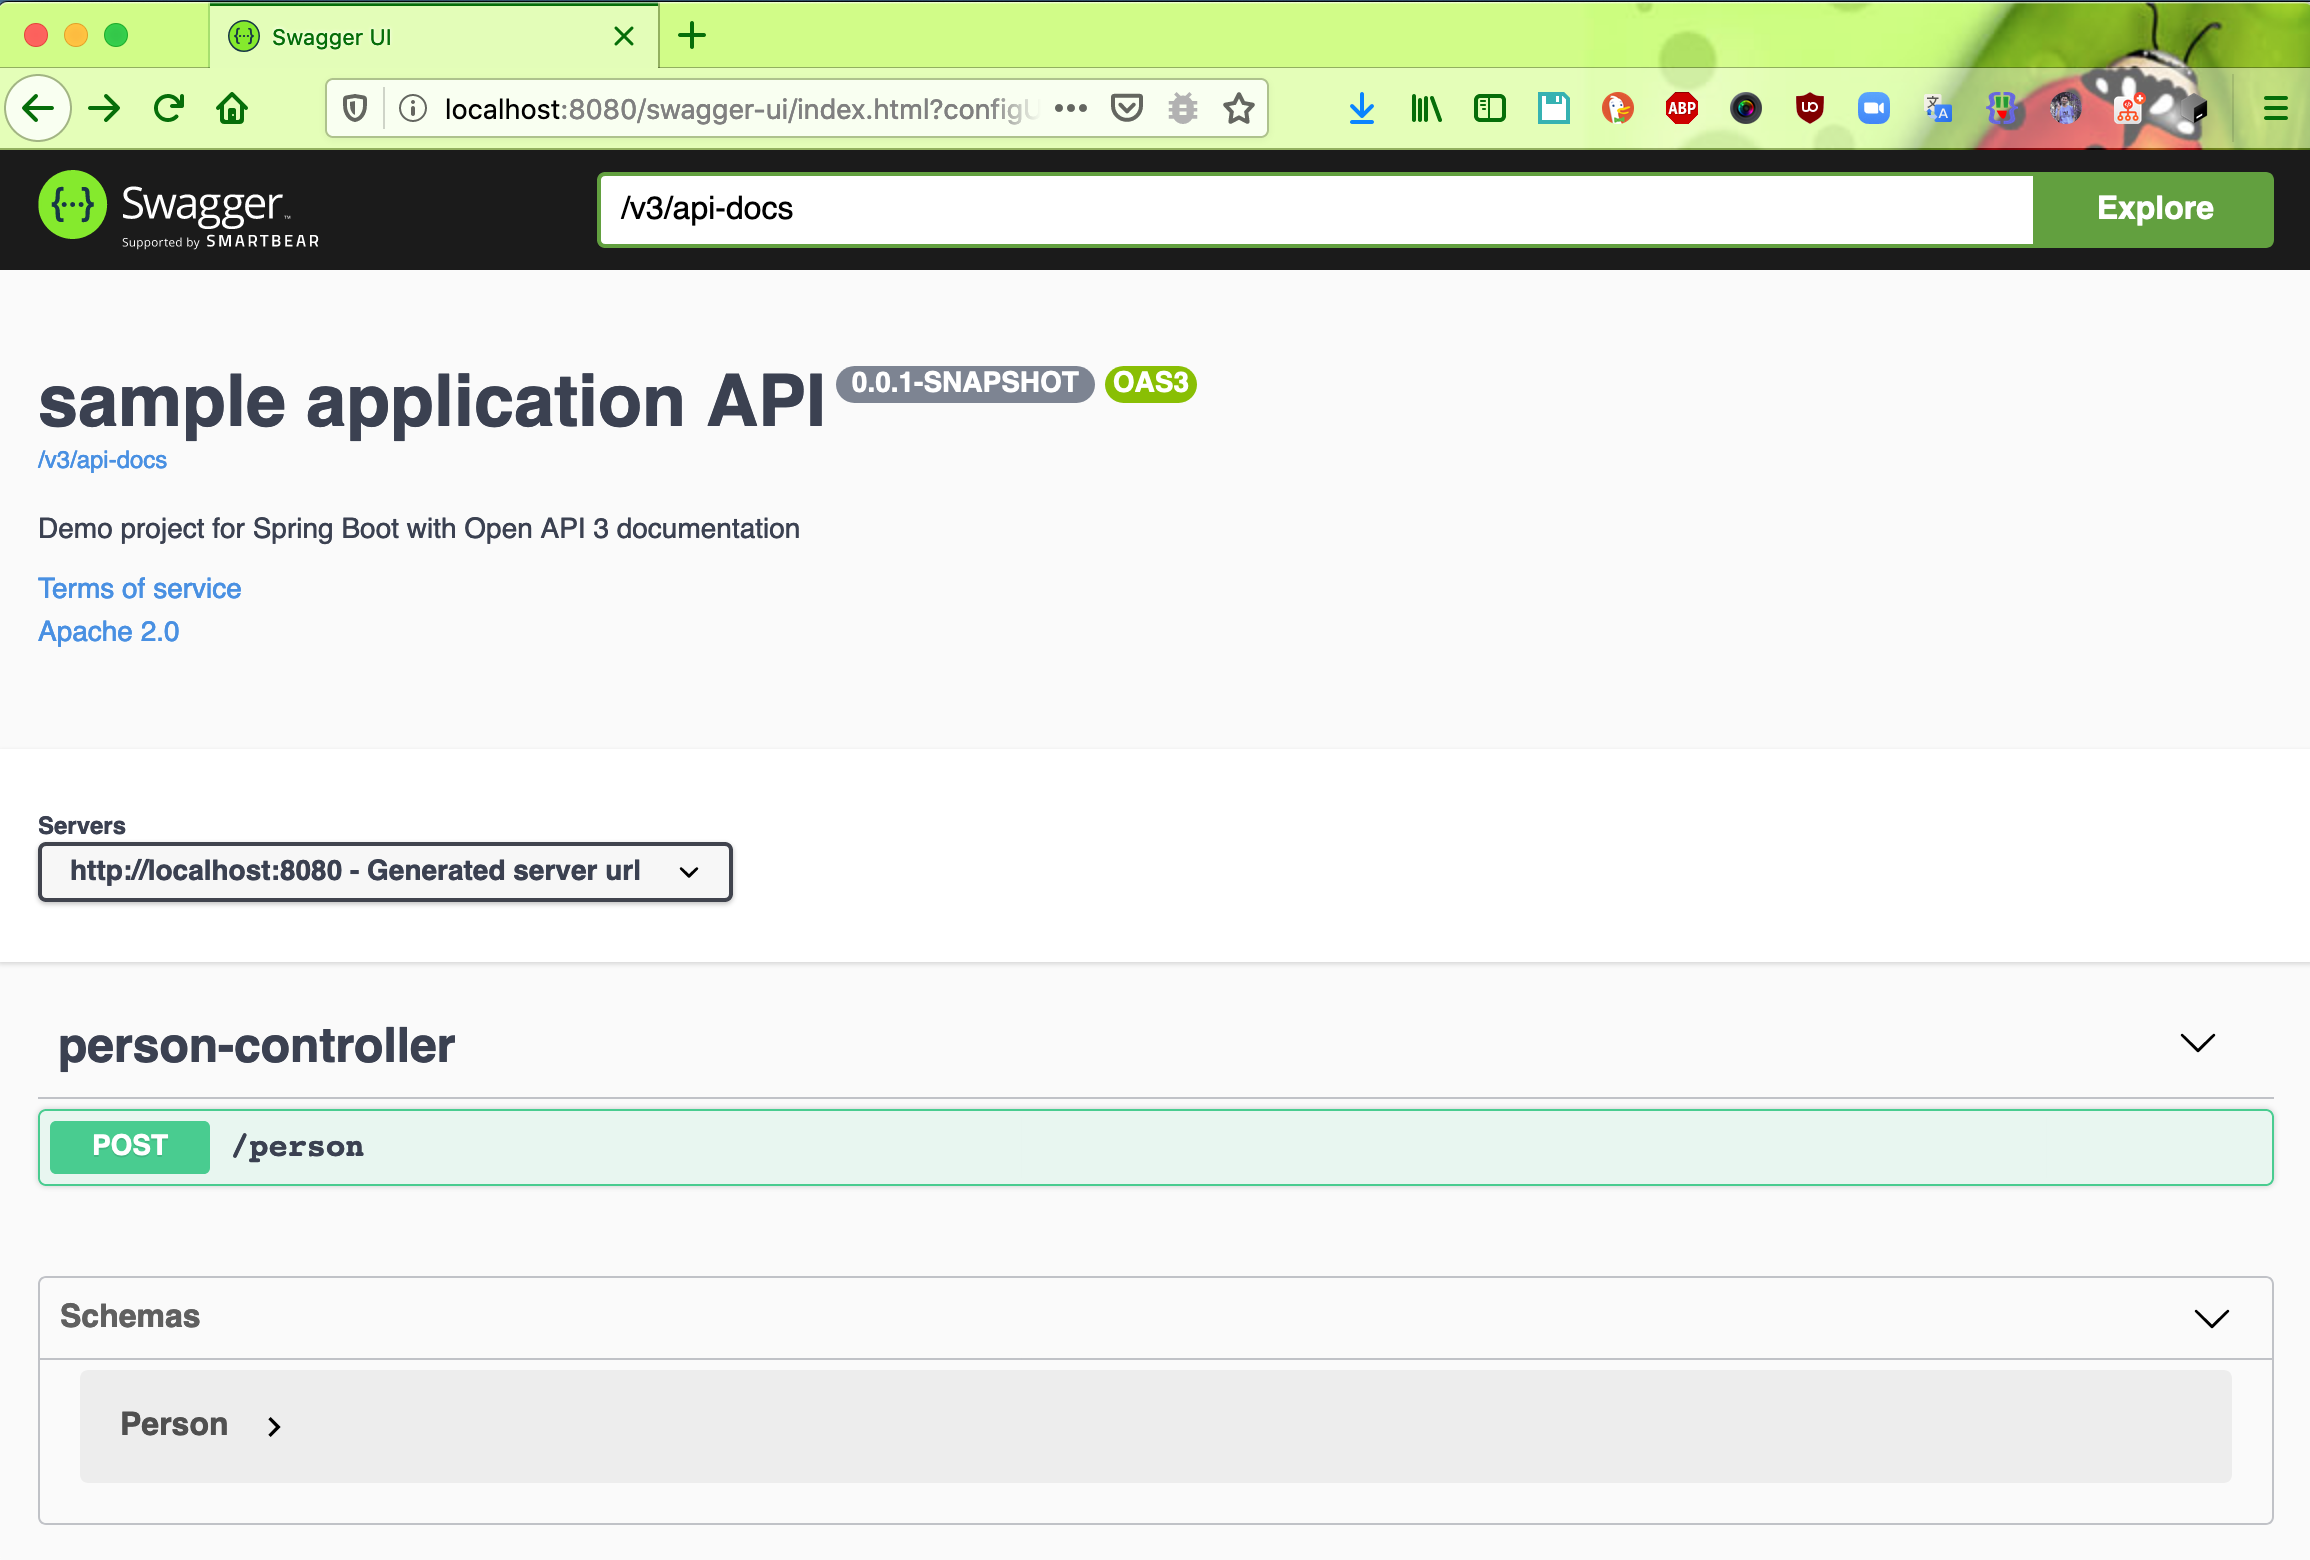 Swagger UI
localhost:8080/swagger-ui/index.html?configU
ABP
UO
文 A
{···} Swagger™
Supported by SMARTBEAR
/v3/api-docs
Explore
sample application API 0.0.1-SNAPSHOT OAS3
/v3/api-docs
Demo project for Spring Boot with Open API 3 documentation
Terms of service
Apache 2.0
Servers
http://localhost:8080 - Generated server url
person-controller
POST /person
Schemas
Person